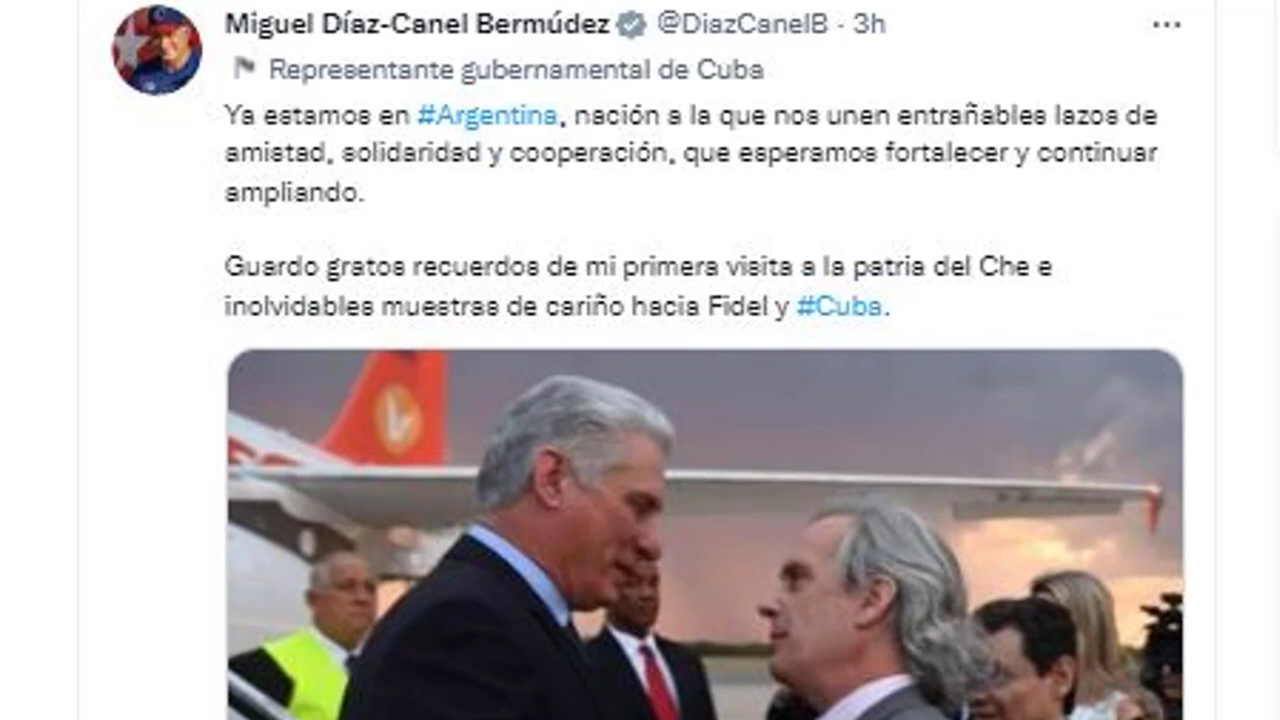 Miguel Díaz-Canel Bermúdez @DiazCanelB · 3h
Representante gubernamental de Cuba
Ya estamos en #Argentina, nación a la que nos unen entrañables lazos de
amistad, solidaridad y cooperación, que esperamos fortalecer y continuar
ampliando.
Guardo gratos recuerdos de mi primera visita a la patria del Che e
inolvidables muestras de cariño hacia Fidel y #Cuba.